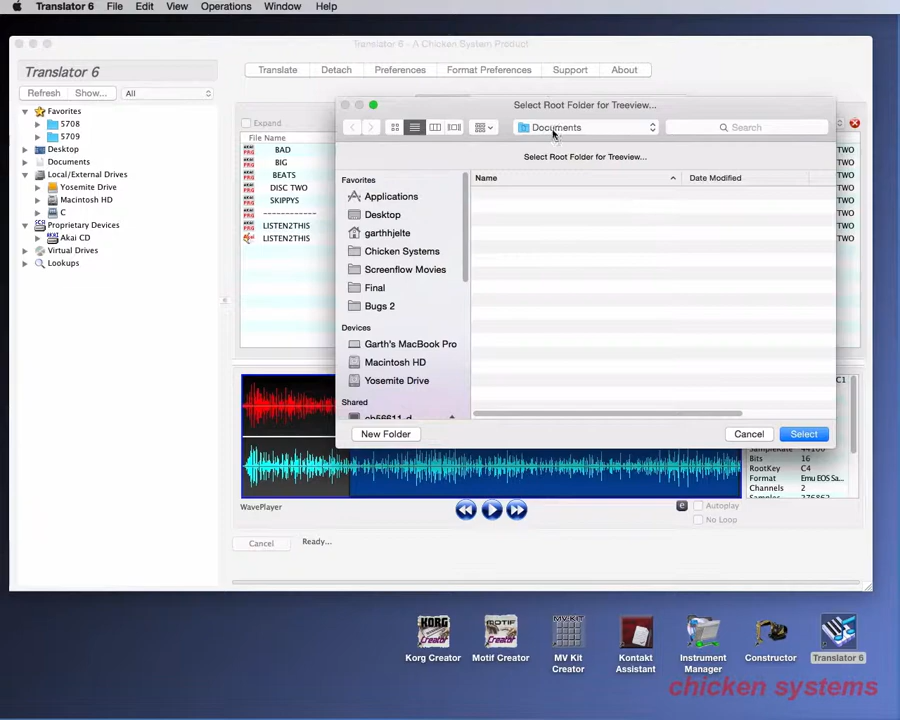 Translator 6 File Edit View Operations Window Help
Translator 6 - A Chicken System Product
Translator 6
Refresh Show... All
Translate Detach Preferences Format Preferences Support About
Favorites
5708
5709
Desktop
Documents
Local/External Drives
Yosemite Drive
Macintosh HD
C
Proprietary Devices
Akai CD
Virtual Drives
Lookups
Expand
File Name
BAD
BIG
BEATS
DISC TWO
SKIPPYS
------------
LISTEN2THIS
LISTEN2THIS
Select Root Folder for Treeview...
Documents
Search
Select Root Folder for Treeview...
Favorites
Applications
Desktop
garthhjelte
Chicken Systems
Screenflow Movies
Final
Bugs 2
Devices
Garth's MacBook Pro
Macintosh HD
Yosemite Drive
Shared
Name Date Modified
New Folder Cancel Select
TWO
TWO
TWO
TWO
TWO
TWO
TWO
C1
Bits 16
RootKey C4
Format Emu EOS Sa...
Channels 2
WavePlayer
Autoplay
No Loop
Cancel Ready...
Korg Creator
Motif Creator
MV Kit Creator
Kontakt Assistant
Instrument Manager
Constructor
Translator 6
chicken systems